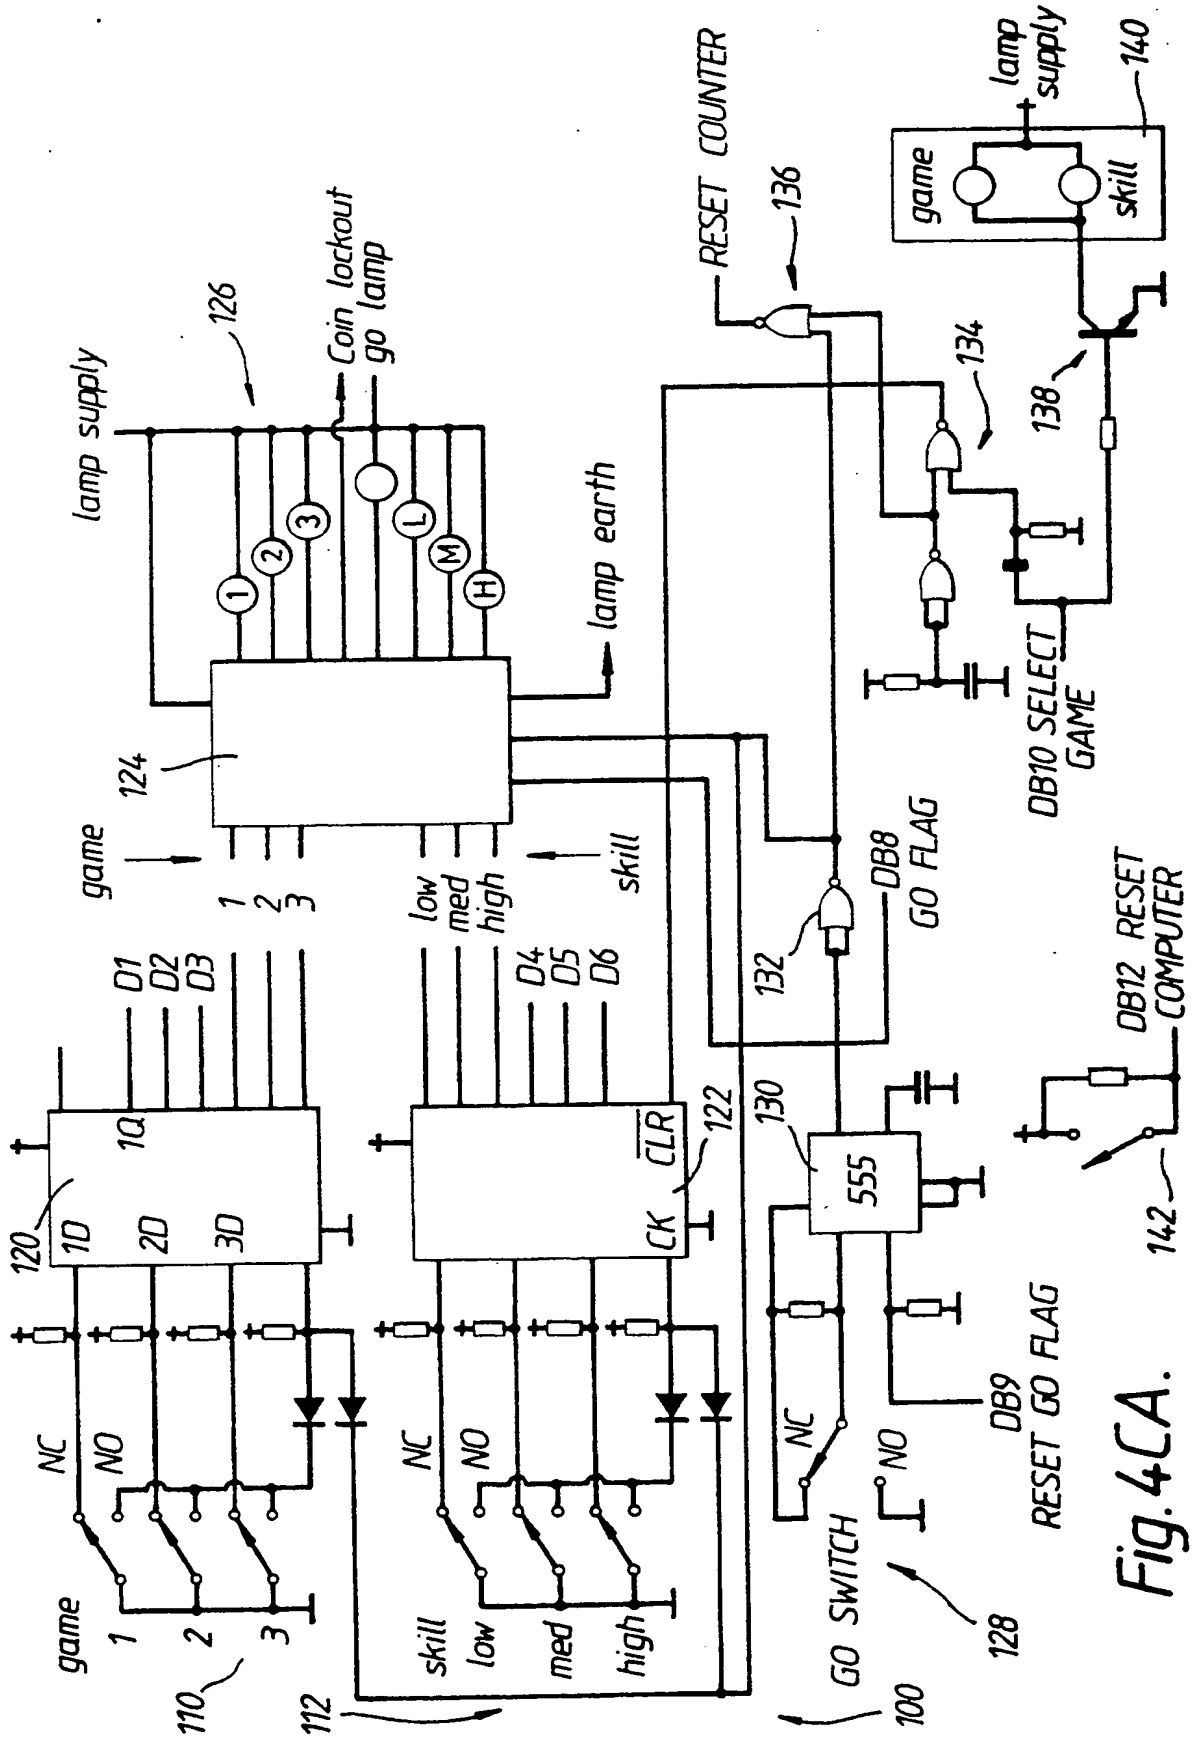 game
1
2
3
110
NC
NO
120
1D
2D
3D
1Q
D1
D2
D3
game
1
2
3
124
lamp supply
126
1
2
3
Coin lockout
go lamp
L
M
H
lamp earth
112
skill
low
med
high
NC
NO
CK
CLR
122
D4
D5
D6
low
med
high
skill
100
GO SWITCH
128
NC
NO
130
555
DB9
RESET GO FLAG
132
DB8
GO FLAG
RESET COUNTER
136
134
DB10 SELECT
GAME
138
game
skill
lamp
supply
140
142
DB12 RESET
COMPUTER
Fig. 4CA.